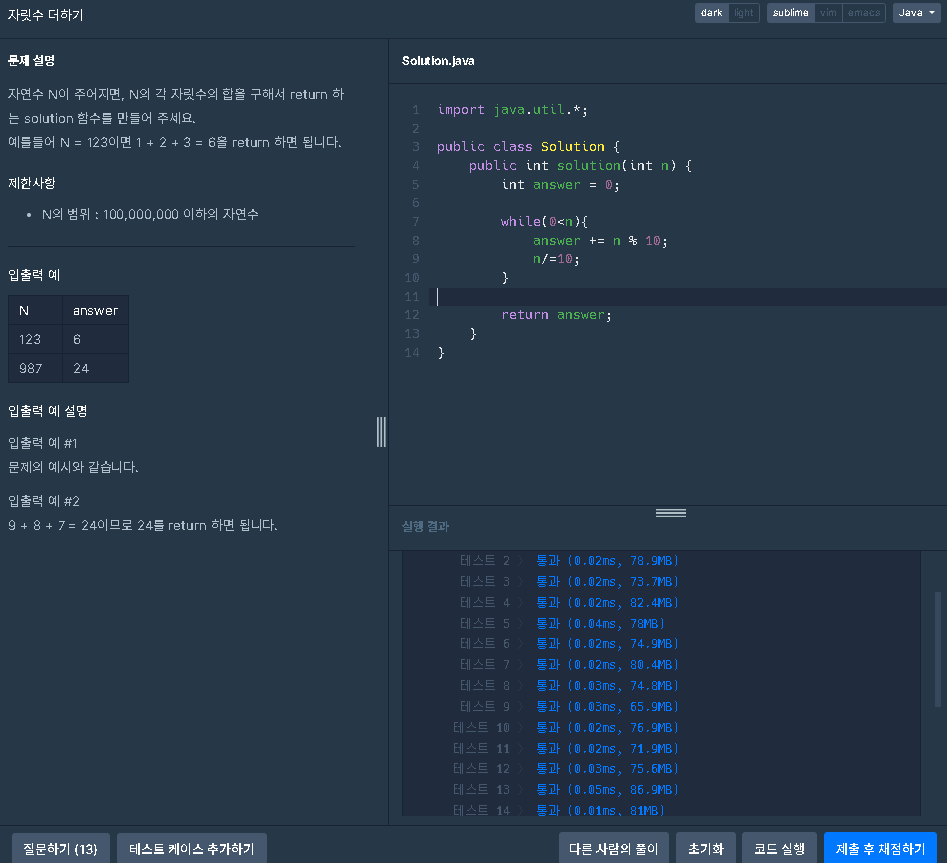 자릿수 더하기
dark light sublime vim emacs Java
문제 설명
자연수 N이 주어지면, N의 각 자릿수의 합을 구해서 return 하
는 solution 함수를 만들어 주세요.
예를들어 N = 123이면 1 + 2 + 3 = 6을 return 하면 됩니다.
제한사항
• N의 범위 : 100,000,000 이하의 자연수
입출력 예
N answer
123 6
987 24
입출력 예 설명
입출력 예 #1
문제의 예시와 같습니다.
입출력 예 #2
9 + 8 + 7 = 24이므로 24를 return 하면 됩니다.
Solution.java
1 import java.util.*;
2
3 public class Solution {
4 public int solution(int n) {
5 int answer = 0;
6
7 while(0<n){
8 answer += n % 10;
9 n/=10;
10 }
11
12 return answer;
13 }
14 }
실행 결과
테스트 2 〉 통과 (0.02ms, 78.9MB)
테스트 3 〉 통과 (0.02ms, 73.7MB)
테스트 4 〉 통과 (0.02ms, 82.4MB)
테스트 5 〉 통과 (0.04ms, 78MB)
테스트 6 〉 통과 (0.02ms, 74.9MB)
테스트 7 〉 통과 (0.02ms, 80.4MB)
테스트 8 〉 통과 (0.03ms, 74.8MB)
테스트 9 〉 통과 (0.03ms, 65.9MB)
테스트 10 〉 통과 (0.02ms, 76.9MB)
테스트 11 〉 통과 (0.02ms, 71.9MB)
테스트 12 〉 통과 (0.03ms, 75.6MB)
테스트 13 〉 통과 (0.05ms, 86.9MB)
테스트 14 〉 통과 (0.01ms, 81MB)
질문하기 (13) 테스트 케이스 추가하기 다른 사람의 풀이 초기화 코드 실행 제출 후 채점하기